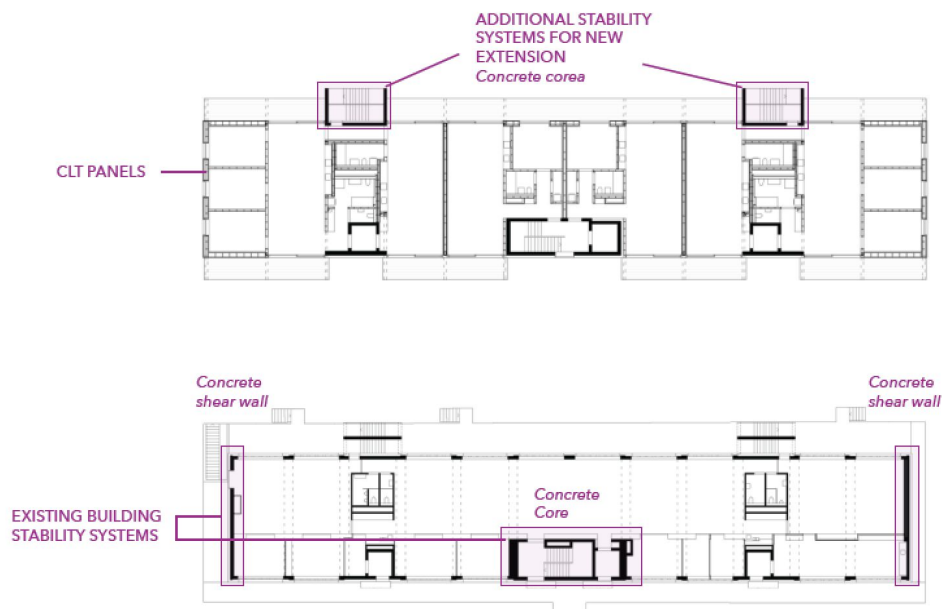 ADDITIONAL STABILITY
SYSTEMS FOR NEW
EXTENSION
Concrete corea
CLT PANELS
Concrete
shear wall
Concrete
shear wall
Concrete
Core
EXISTING BUILDING
STABILITY SYSTEMS